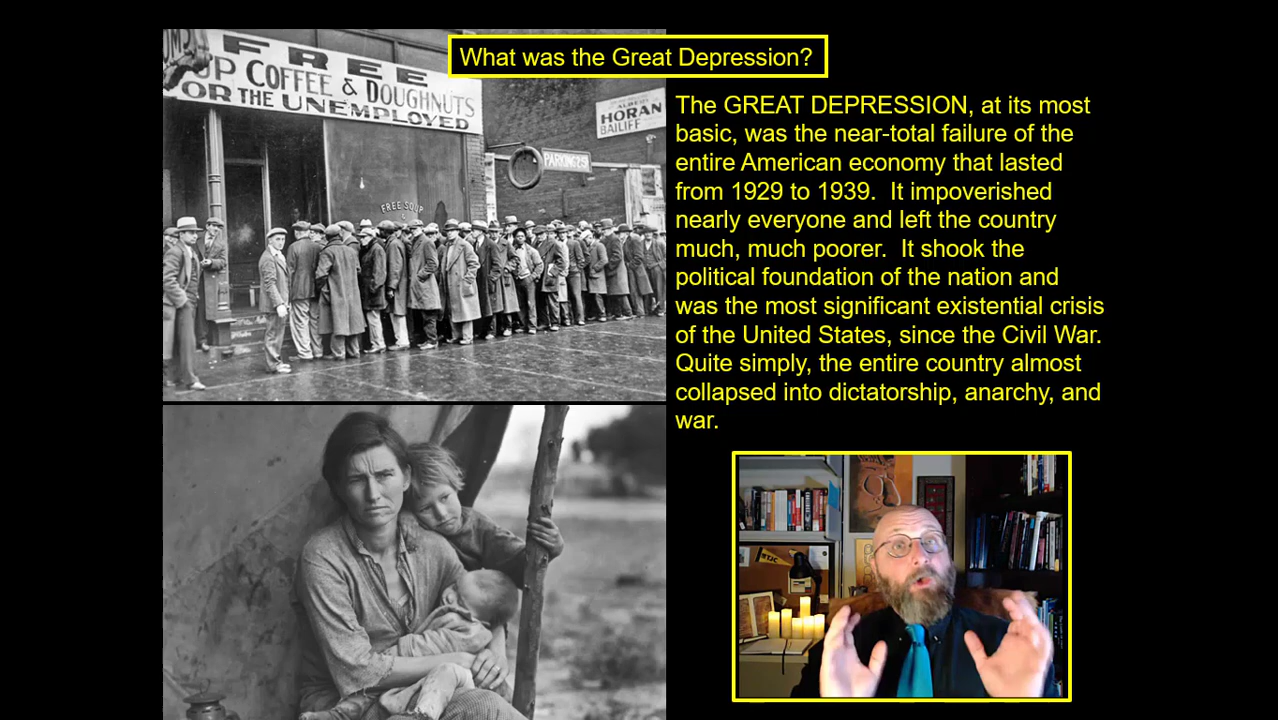 What was the Great Depression?
FREE
UP COFFEE & DOUGHNUTS
OR THE UNEMPLOYED
ALBERT
HORAN
BAILIFF
PARKING 25¢
FREE SOUP
The GREAT DEPRESSION, at its most
basic, was the near-total failure of the
entire American economy that lasted
from 1929 to 1939.  It impoverished
nearly everyone and left the country
much, much poorer.  It shook the
political foundation of the nation and
was the most significant existential crisis
of the United States, since the Civil War.
Quite simply, the entire country almost
collapsed into dictatorship, anarchy, and
war.